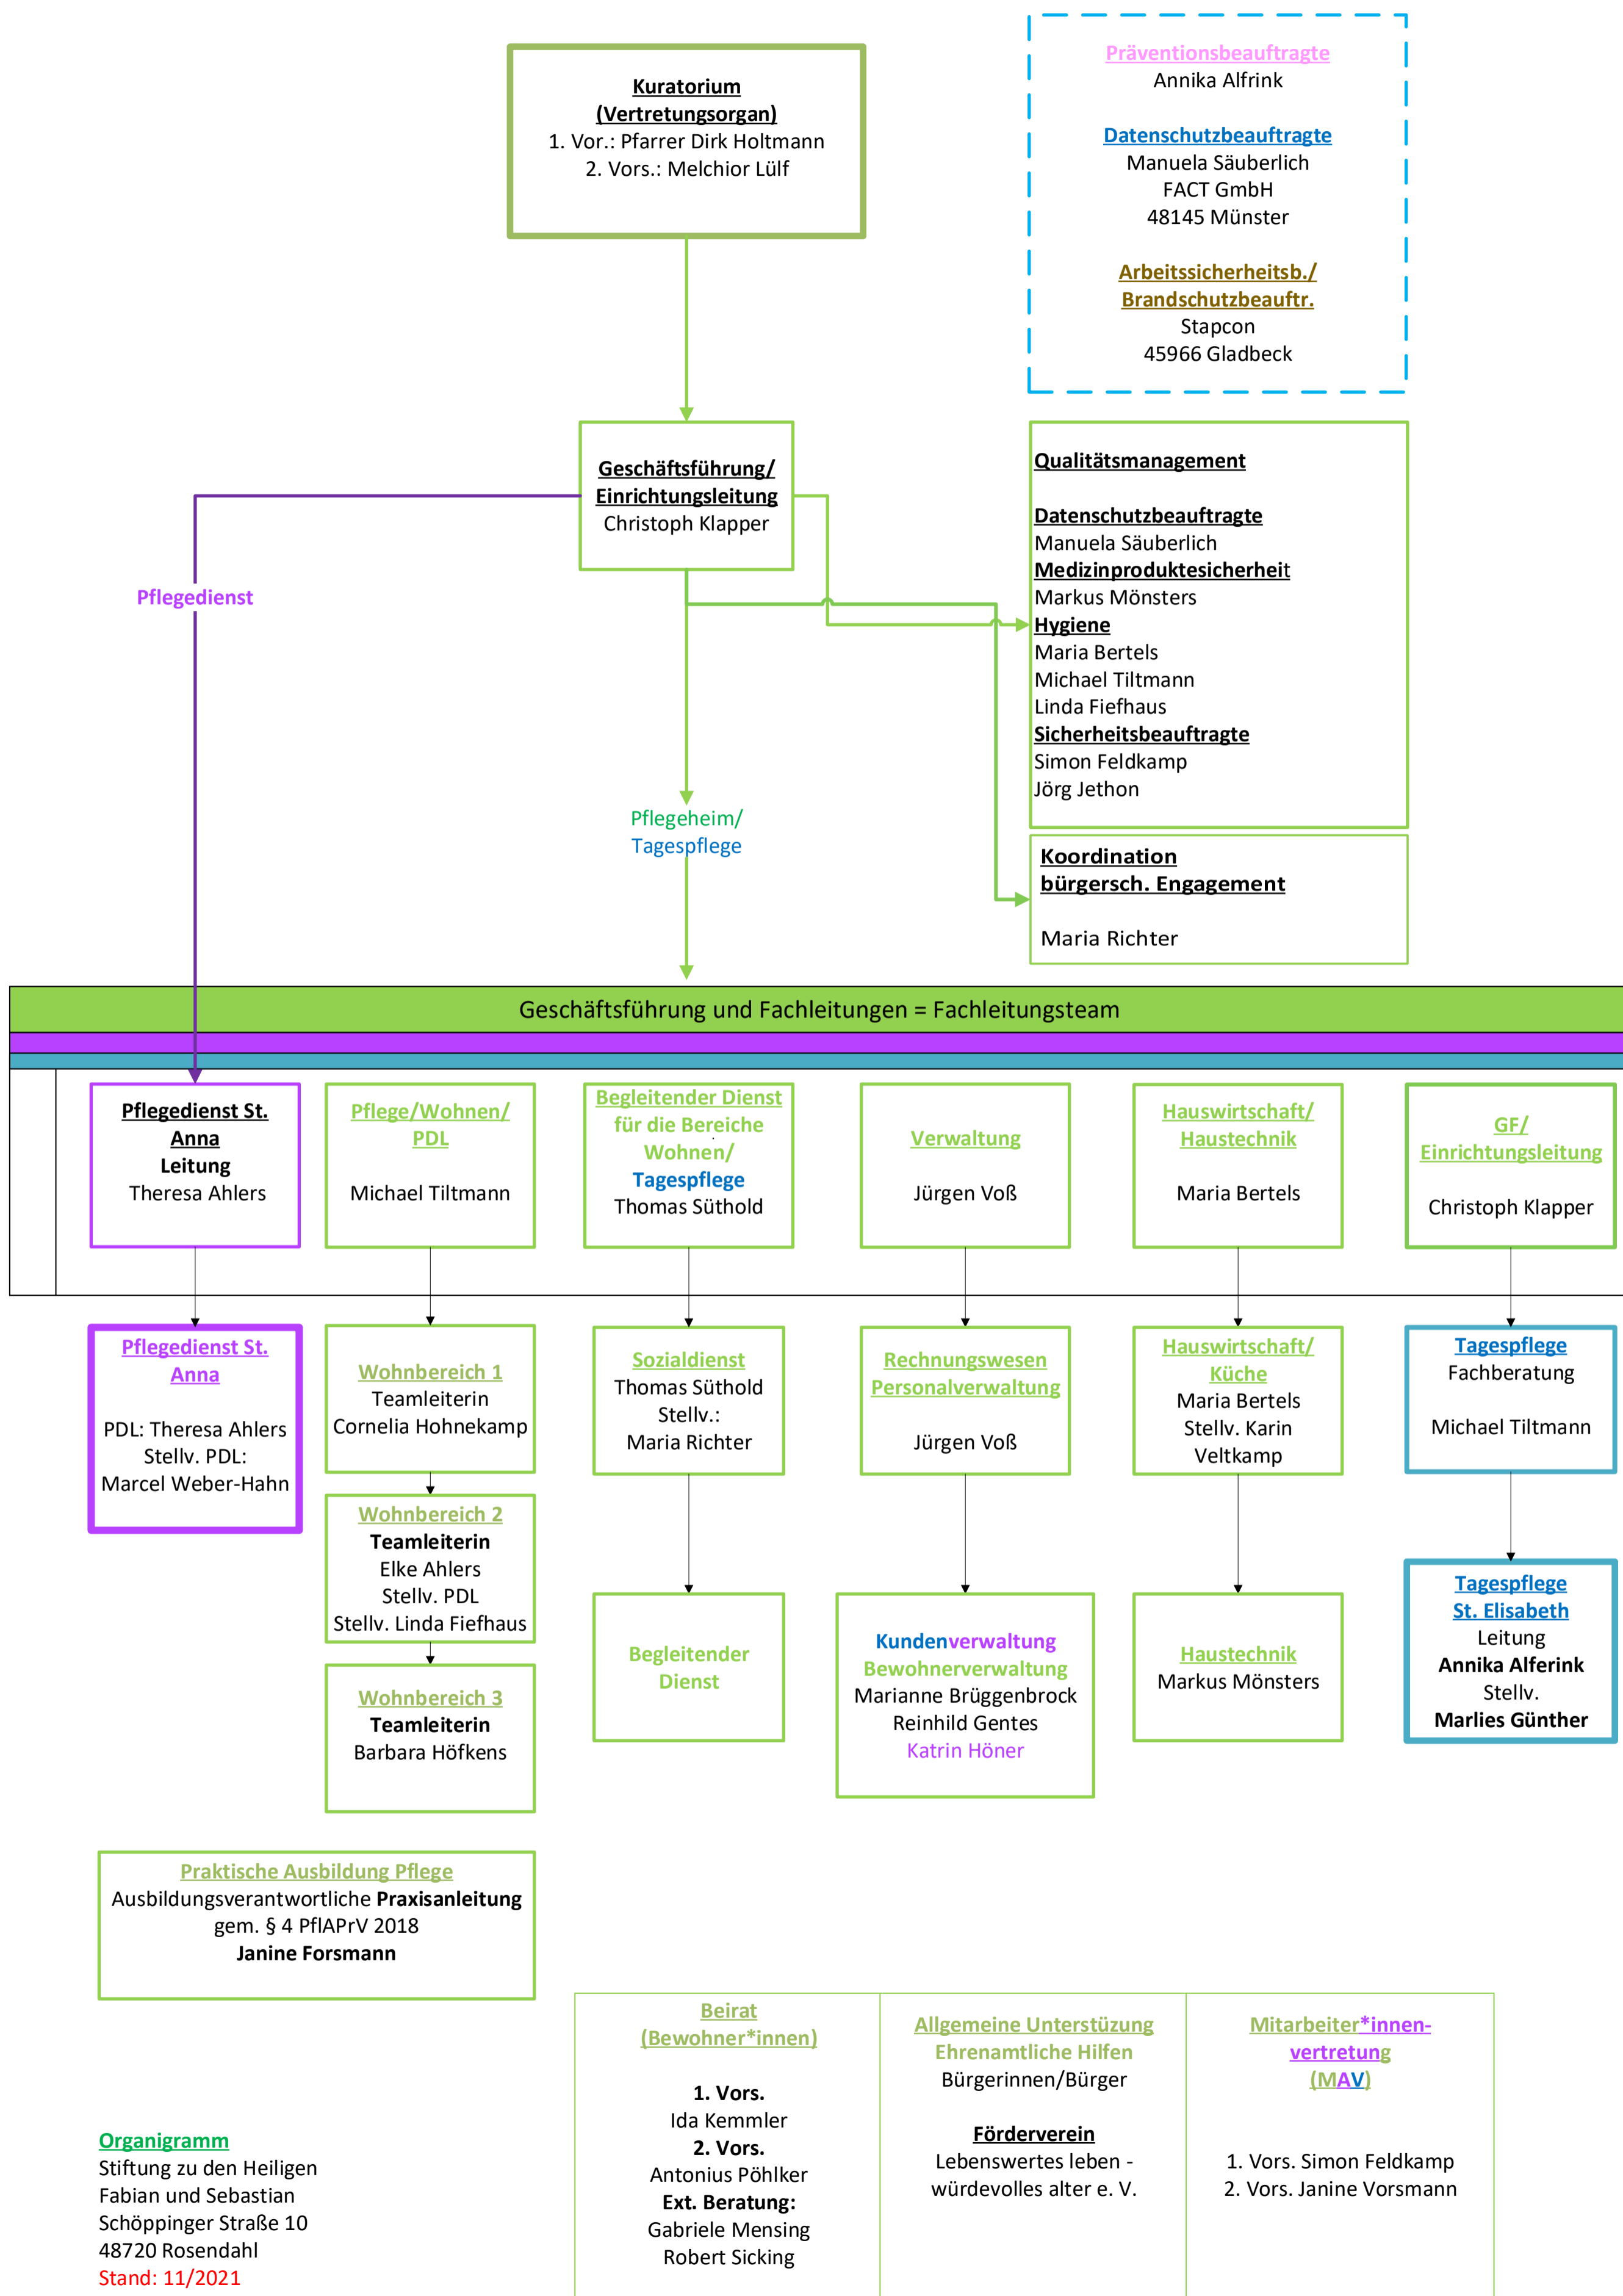 Kuratorium
(Vertretungsorgan)
1. Vor.: Pfarrer Dirk Holtmann
2. Vors.: Melchior Lülf
Präventionsbeauftragte
Annika Alfrink
Datenschutzbeauftragte
Manuela Säuberlich
FACT GmbH
48145 Münster
Arbeitssicherheitsb./
Brandschutzbeauftr.
Stapcon
45966 Gladbeck
Geschäftsführung/
Einrichtungsleitung
Christoph Klapper
Qualitätsmanagement
Datenschutzbeauftragte
Manuela Säuberlich
Medizinproduktesicherheit
Markus Mönsters
Hygiene
Maria Bertels
Michael Tiltmann
Linda Fiefhaus
Sicherheitsbeauftragte
Simon Feldkamp
Jörg Jethon
Pflegedienst
Pflegeheim/
Tagespflege
Koordination
bürgersch. Engagement
Maria Richter
Geschäftsführung und Fachleitungen = Fachleitungsteam
Pflegedienst St.
Anna
Leitung
Theresa Ahlers
Pflege/Wohnen/
PDL
Michael Tiltmann
Begleitender Dienst
für die Bereiche
Wohnen/
Tagespflege
Thomas Süthold
Verwaltung
Jürgen Voß
Hauswirtschaft/
Haustechnik
Maria Bertels
GF/
Einrichtungsleitung
Christoph Klapper
Pflegedienst St.
Anna
PDL: Theresa Ahlers
Stellv. PDL:
Marcel Weber-Hahn
Wohnbereich 1
Teamleiterin
Cornelia Hohnekamp
Sozialdienst
Thomas Süthold
Stellv.:
Maria Richter
Rechnungswesen
Personalverwaltung
Jürgen Voß
Hauswirtschaft/
Küche
Maria Bertels
Stellv. Karin
Veltkamp
Tagespflege
Fachberatung
Michael Tiltmann
Wohnbereich 2
Teamleiterin
Elke Ahlers
Stellv. PDL
Stellv. Linda Fiefhaus
Wohnbereich 3
Teamleiterin
Barbara Höfkens
Begleitender
Dienst
Kundenverwaltung
Bewohnerverwaltung
Marianne Brüggenbrock
Reinhild Gentes
Katrin Höner
Haustechnik
Markus Mönsters
Tagespflege
St. Elisabeth
Leitung
Annika Alferink
Stellv.
Marlies Günther
Praktische Ausbildung Pflege
Ausbildungsverantwortliche Praxisanleitung
gem. § 4 PflAPrV 2018
Janine Forsmann
Beirat
(Bewohner*innen)
1. Vors.
Ida Kemmler
2. Vors.
Antonius Pöhlker
Ext. Beratung:
Gabriele Mensing
Robert Sicking
Allgemeine Unterstüzung
Ehrenamtliche Hilfen
Bürgerinnen/Bürger
Förderverein
Lebenswertes leben -
würdevolles alter e. V.
Mitarbeiter*innen-
vertretung
(MAV)
1. Vors. Simon Feldkamp
2. Vors. Janine Vorsmann
Organigramm
Stiftung zu den Heiligen
Fabian und Sebastian
Schöppinger Straße 10
48720 Rosendahl
Stand: 11/2021